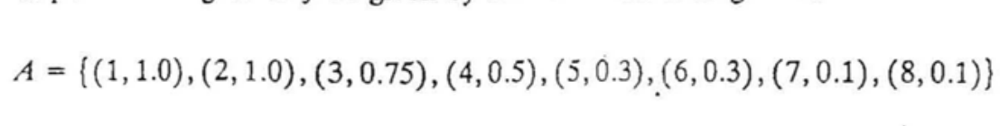 A = {(1, 1.0), (2, 1.0), (3, 0.75), (4, 0.5), (5, 0.3), (6, 0.3), (7, 0.1), (8, 0.1)}